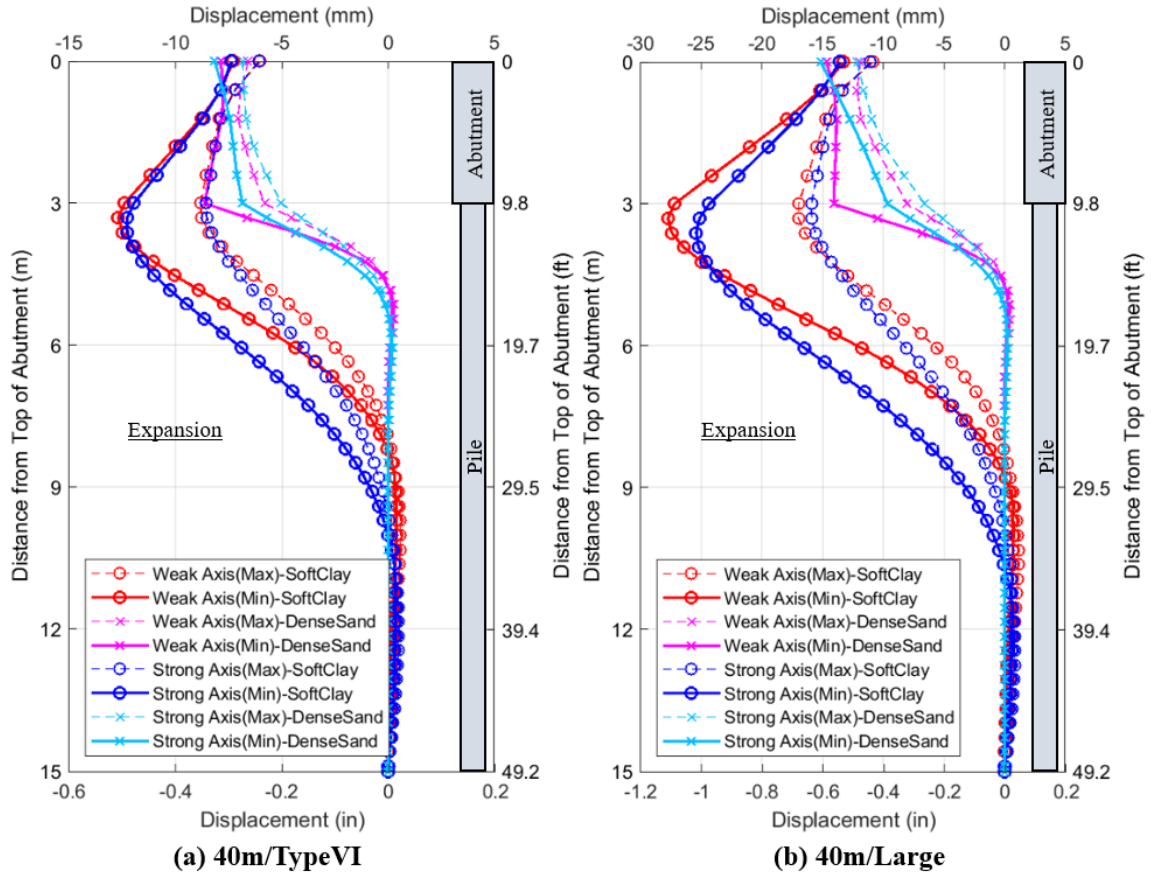 Displacement (mm)
-15 -10 -5 0 5
0
3
6
9
12
15
Distance from Top of Abutment (m)
0
9.8
19.7
29.5
39.4
49.2
Distance from Top of Abutment (ft)
Abutment
Pile
Expansion
Weak Axis(Max)-SoftClay
Weak Axis(Min)-SoftClay
Weak Axis(Max)-DenseSand
Weak Axis(Min)-DenseSand
Strong Axis(Max)-SoftClay
Strong Axis(Min)-SoftClay
Strong Axis(Max)-DenseSand
Strong Axis(Min)-DenseSand
-0.6 -0.4 -0.2 0 0.2
Displacement (in)
(a) 40m/TypeVI
Displacement (mm)
-30 -25 -20 -15 -10 -5 0 5
0
3
6
9
12
15
Distance from Top of Abutment (m)
0
9.8
19.7
29.5
39.4
49.2
Distance from Top of Abutment (ft)
Abutment
Pile
Expansion
Weak Axis(Max)-SoftClay
Weak Axis(Min)-SoftClay
Weak Axis(Max)-DenseSand
Weak Axis(Min)-DenseSand
Strong Axis(Max)-SoftClay
Strong Axis(Min)-SoftClay
Strong Axis(Max)-DenseSand
Strong Axis(Min)-DenseSand
-1.2 -1 -0.8 -0.6 -0.4 -0.2 0 0.2
Displacement (in)
(b) 40m/Large